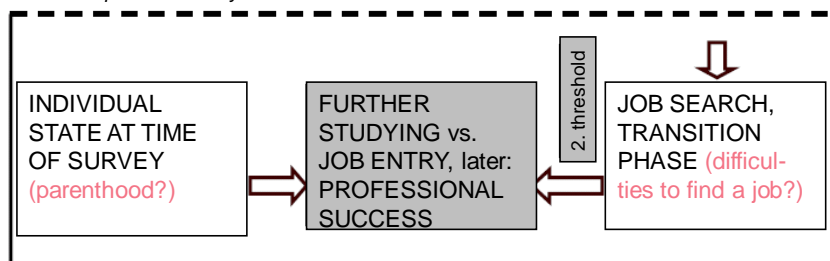 INDIVIDUAL
STATE AT TIME
OF SURVEY
(parenthood?)
FURTHER
STUDYING vs.
JOB ENTRY, later:
PROFESSIONAL
SUCCESS
2. threshold
JOB SEARCH,
TRANSITION
PHASE (difficul-
ties to find a job?)